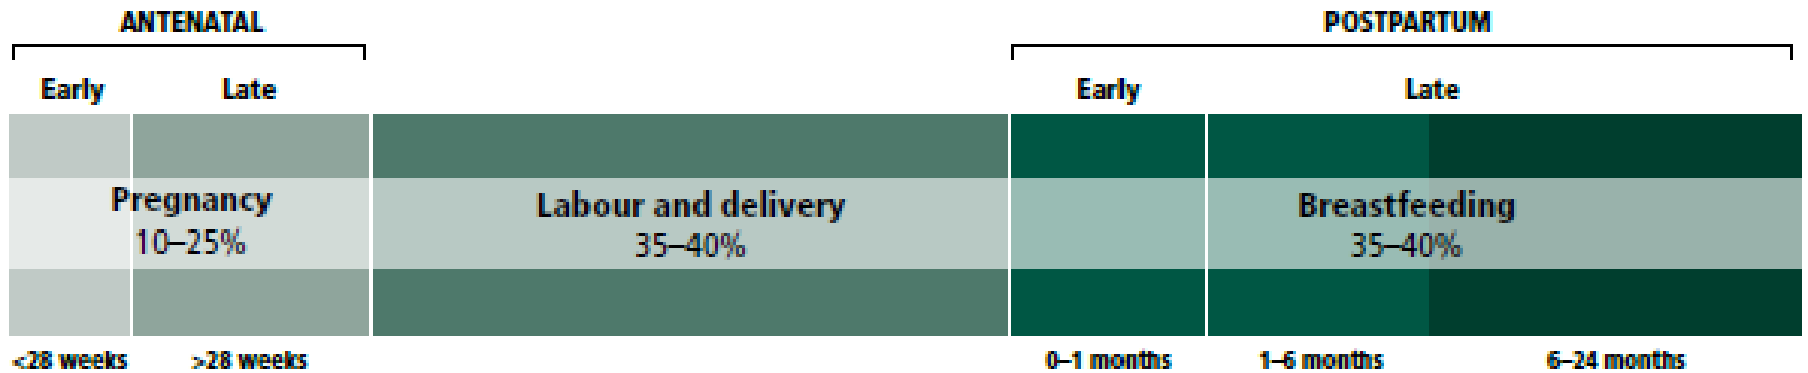 ANTENATAL
POSTPARTUM
Early
Late
Early
Late
Pregnancy
10–25%
Labour and delivery
35–40%
Breastfeeding
35–40%
<28 weeks
>28 weeks
0–1 months
1–6 months
6–24 months